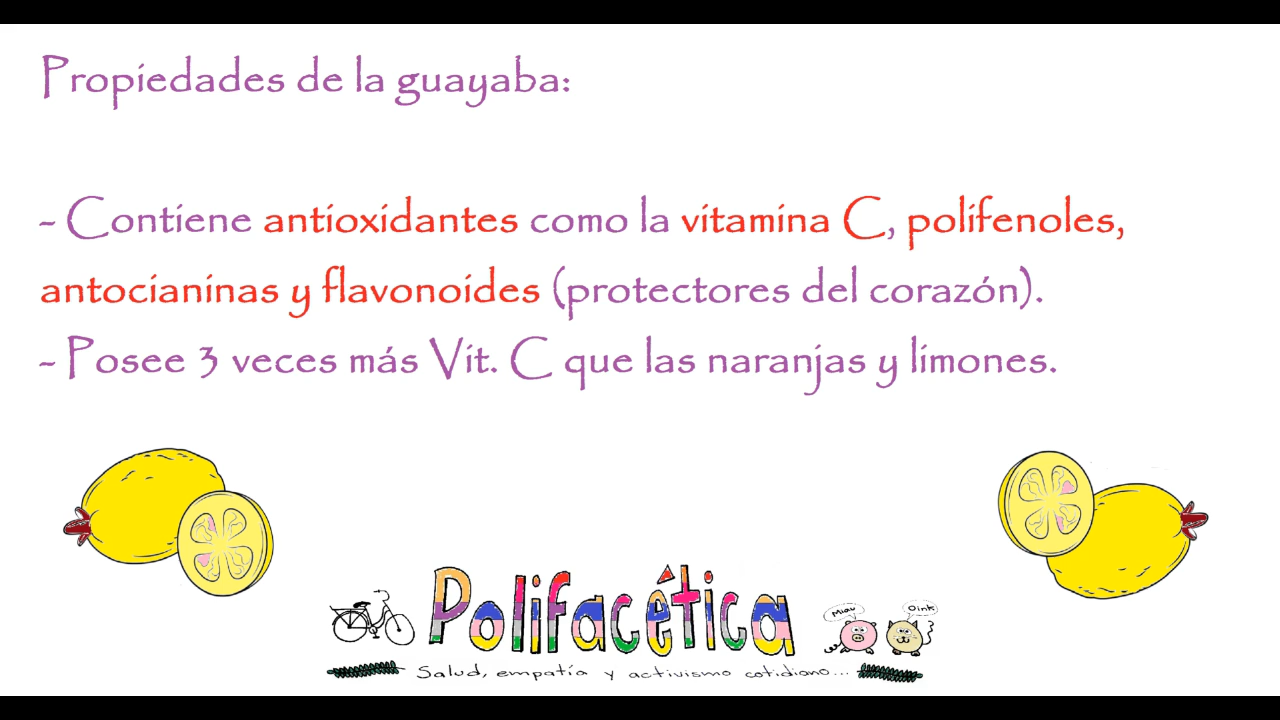 Propiedades de la guayaba:
- Contiene antioxidantes como la vitamina C, polifenoles,
antocianinas y flavonoides (protectores del corazón).
- Posee 3 veces más Vit. C que las naranjas y limones.
Polifacética
Miau
Oink
Salud, empatía y activismo cotidiano...